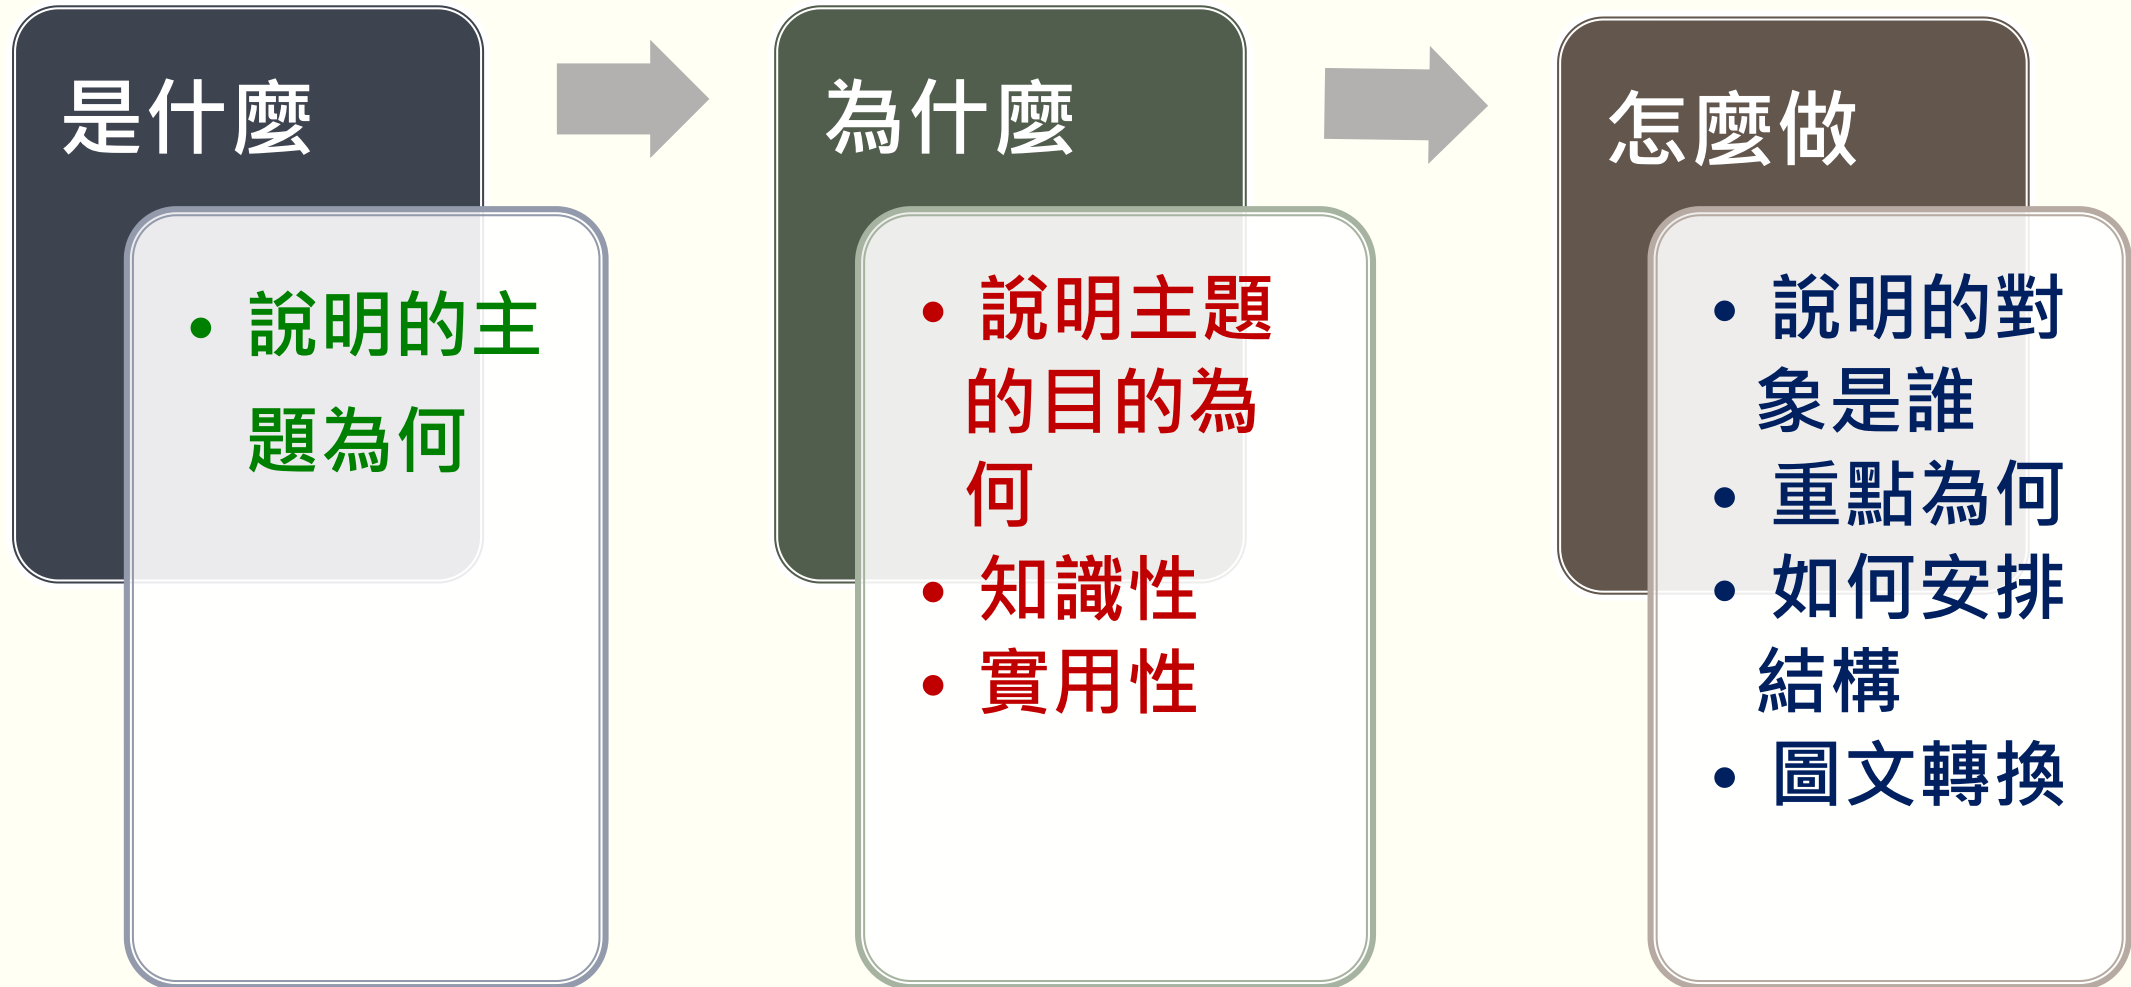 是什麼
• 說明的主
題為何
為什麼
• 說明主題
的目的為
何
• 知識性
• 實用性
怎麼做
• 說明的對
象是誰
• 重點為何
• 如何安排
結構
• 圖文轉換